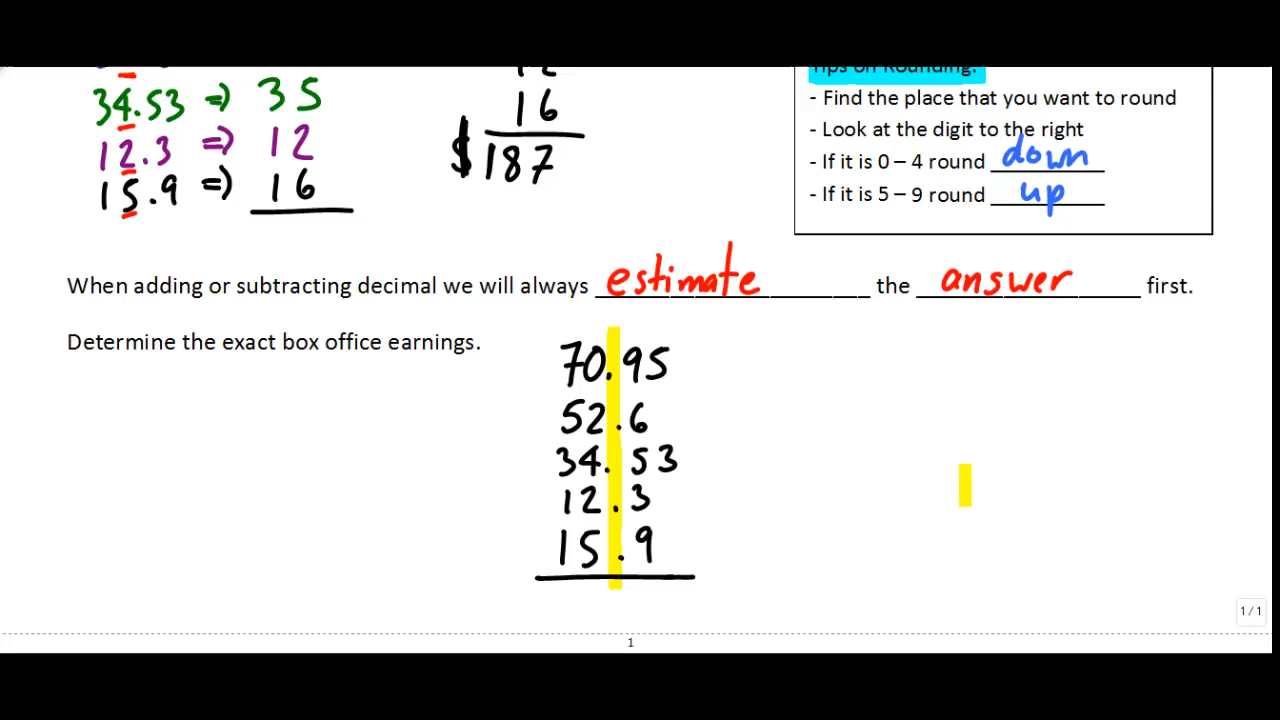 34.53 => 35
12.3 => 12
15.9 => 16
16
$187
Tips on Rounding:
- Find the place that you want to round
- Look at the digit to the right
- If it is 0 – 4 round down
- If it is 5 – 9 round up
When adding or subtracting decimal we will always estimate the answer first.
Determine the exact box office earnings.
70.95
52.6
34.53
12.3
15.9
1 / 1
1